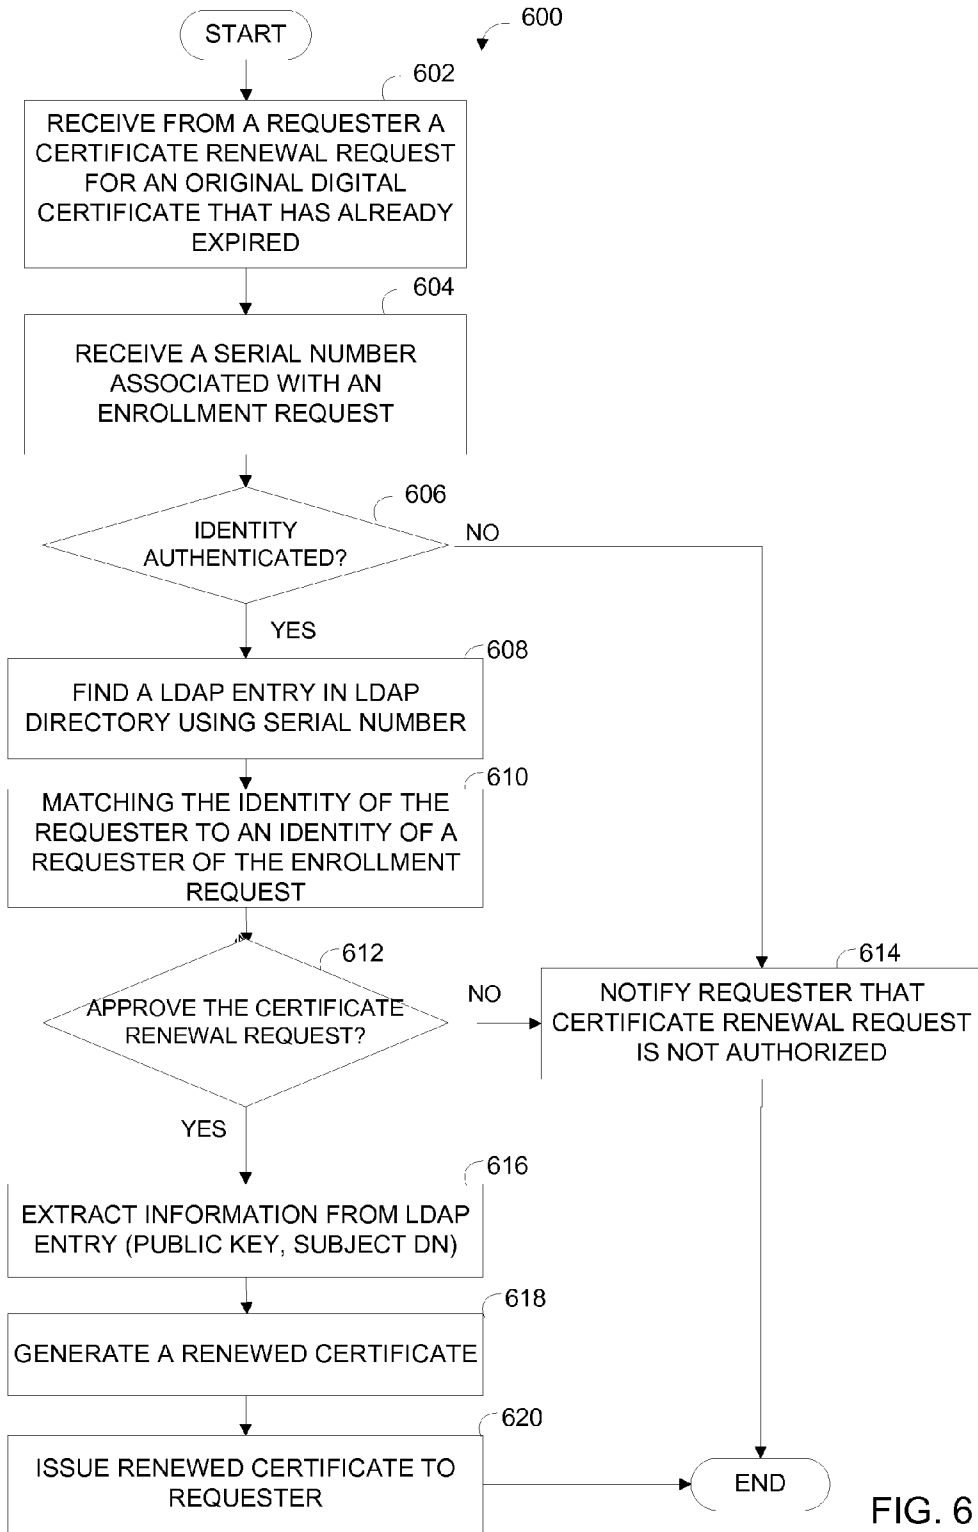 START
600
602
RECEIVE FROM A REQUESTER A
CERTIFICATE RENEWAL REQUEST
FOR AN ORIGINAL DIGITAL
CERTIFICATE THAT HAS ALREADY
EXPIRED
604
RECEIVE A SERIAL NUMBER
ASSOCIATED WITH AN
ENROLLMENT REQUEST
606
IDENTITY
AUTHENTICATED?
NO
YES
608
FIND A LDAP ENTRY IN LDAP
DIRECTORY USING SERIAL NUMBER
610
MATCHING THE IDENTITY OF THE
REQUESTER TO AN IDENTITY OF A
REQUESTER OF THE ENROLLMENT
REQUEST
612
APPROVE THE CERTIFICATE
RENEWAL REQUEST?
NO
614
NOTIFY REQUESTER THAT
CERTIFICATE RENEWAL REQUEST
IS NOT AUTHORIZED
YES
616
EXTRACT INFORMATION FROM LDAP
ENTRY (PUBLIC KEY, SUBJECT DN)
618
GENERATE A RENEWED CERTIFICATE
620
ISSUE RENEWED CERTIFICATE TO
REQUESTER
END
FIG. 6